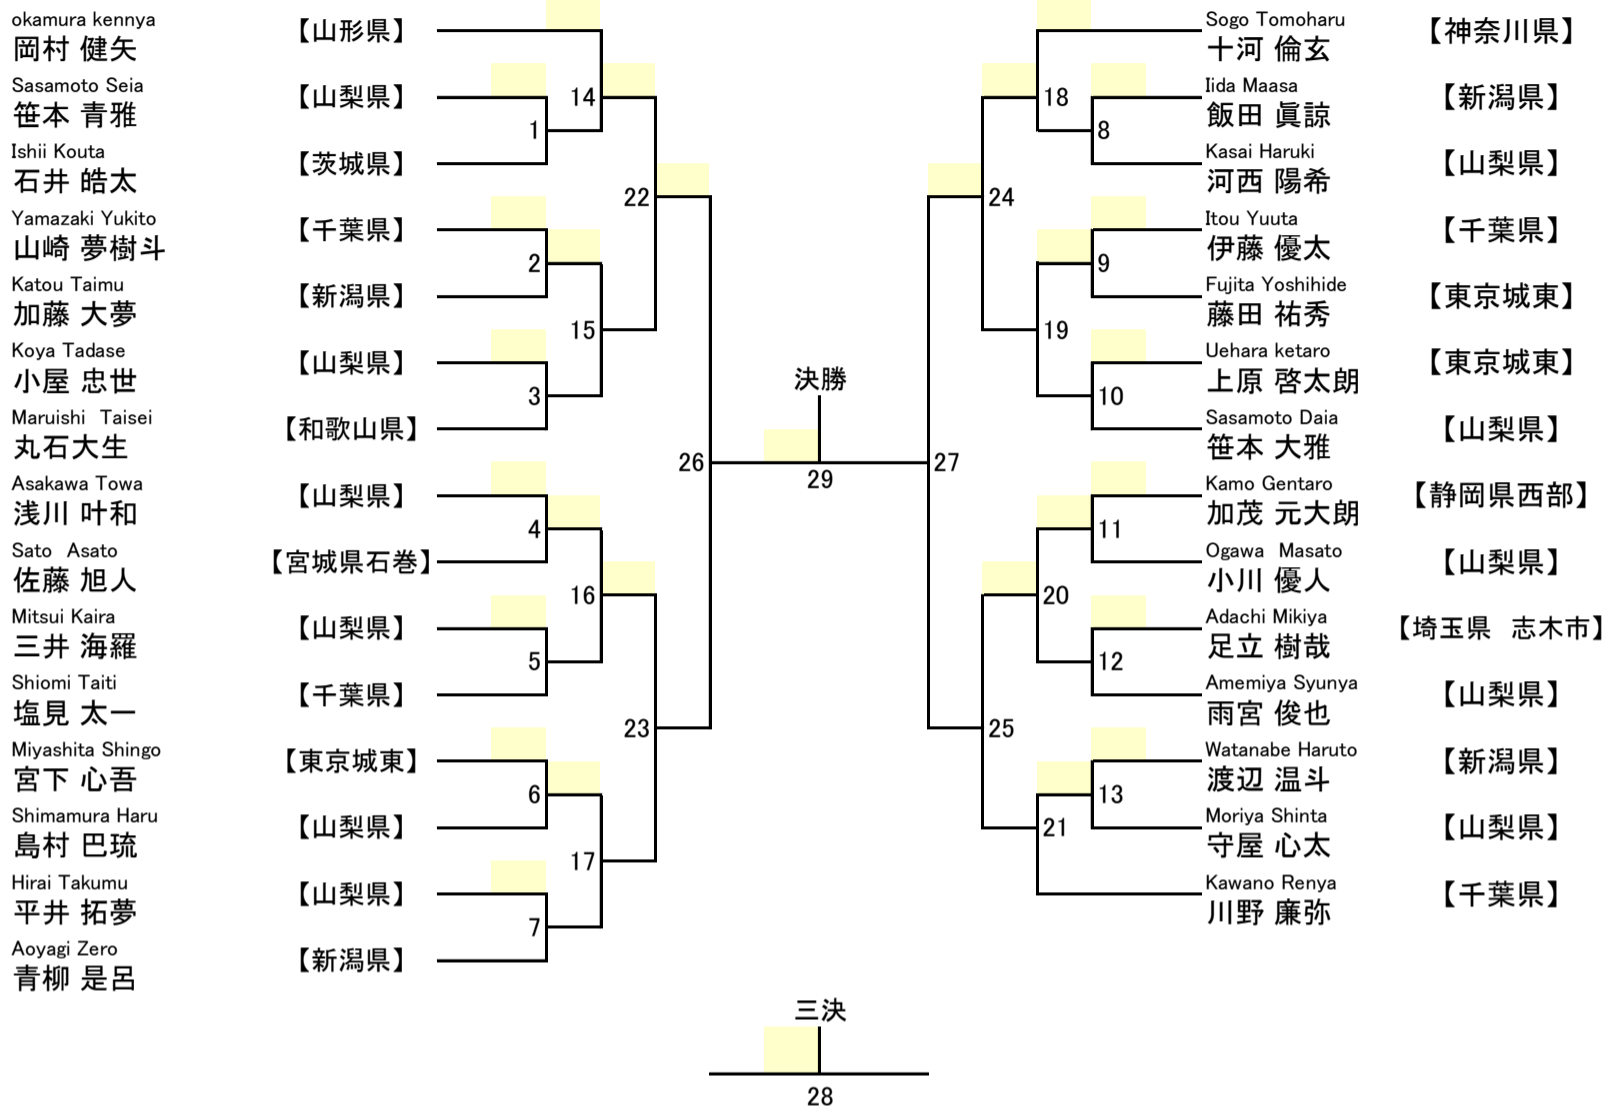 okamura kennya
岡村 健矢 【山形県】
Sasamoto Seia
笹本 青雅 【山梨県】
Ishii Kouta
石井 皓太 【茨城県】
Yamazaki Yukito
山崎 夢樹斗 【千葉県】
Katou Taimu
加藤 大夢 【新潟県】
Koya Tadase
小屋 忠世 【山梨県】
Maruishi Taisei
丸石大生 【和歌山県】
Asakawa Towa
浅川 叶和 【山梨県】
Sato Asato
佐藤 旭人 【宮城県石巻】
Mitsui Kaira
三井 海羅 【山梨県】
Shiomi Taiti
塩見 太一 【千葉県】
Miyashita Shingo
宮下 心吾 【東京城東】
Shimamura Haru
島村 巴琉 【山梨県】
Hirai Takumu
平井 拓夢 【山梨県】
Aoyagi Zero
青柳 是呂 【新潟県】
1
2
3
4
5
6
7
14
15
16
17
22
23
26
決勝
29
三決
28
27
24
25
18
19
20
21
8
9
10
11
12
13
Sogo Tomoharu
十河 倫玄 【神奈川県】
Iida Maasa
飯田 眞諒 【新潟県】
Kasai Haruki
河西 陽希 【山梨県】
Itou Yuuta
伊藤 優太 【千葉県】
Fujita Yoshihide
藤田 祐秀 【東京城東】
Uehara ketaro
上原 啓太朗 【東京城東】
Sasamoto Daia
笹本 大雅 【山梨県】
Kamo Gentaro
加茂 元大朗 【静岡県西部】
Ogawa Masato
小川 優人 【山梨県】
Adachi Mikiya
足立 樹哉 【埼玉県 志木市】
Amemiya Syunya
雨宮 俊也 【山梨県】
Watanabe Haruto
渡辺 温斗 【新潟県】
Moriya Shinta
守屋 心太 【山梨県】
Kawano Renya
川野 廉弥 【千葉県】